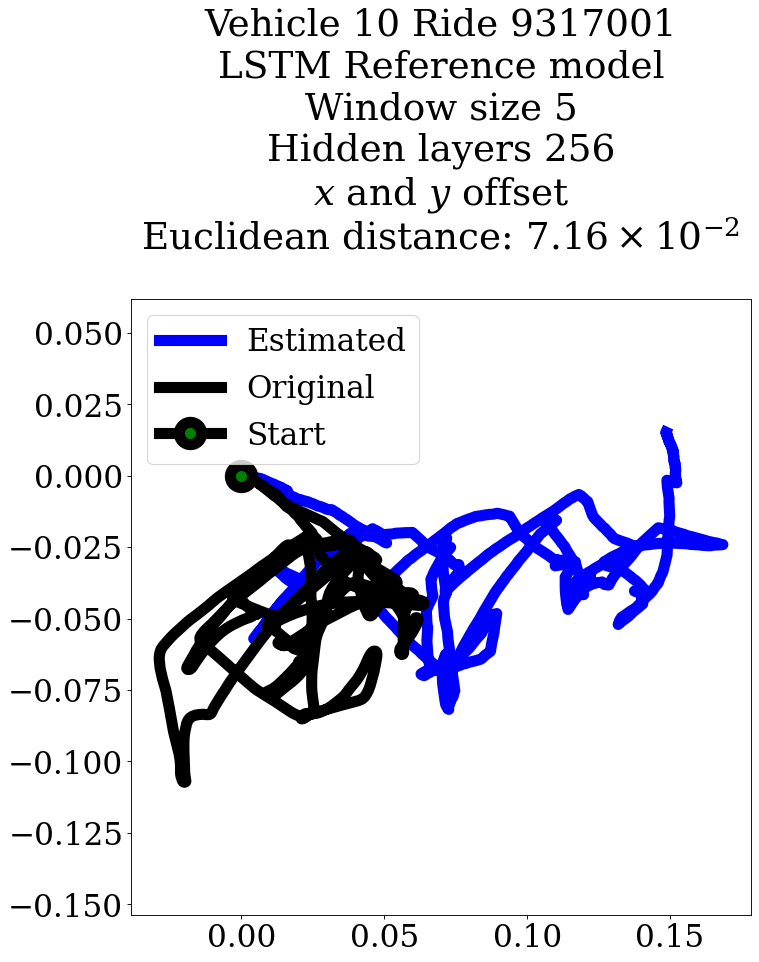 Vehicle 10 Ride 9317001
LSTM Reference model
Window size 5
Hidden layers 256
x and y offset
Euclidean distance: 7.16 × 10⁻²
Estimated
Original
Start
0.050
0.025
0.000
−0.025
−0.050
−0.075
−0.100
−0.125
−0.150
0.00 0.05 0.10 0.15